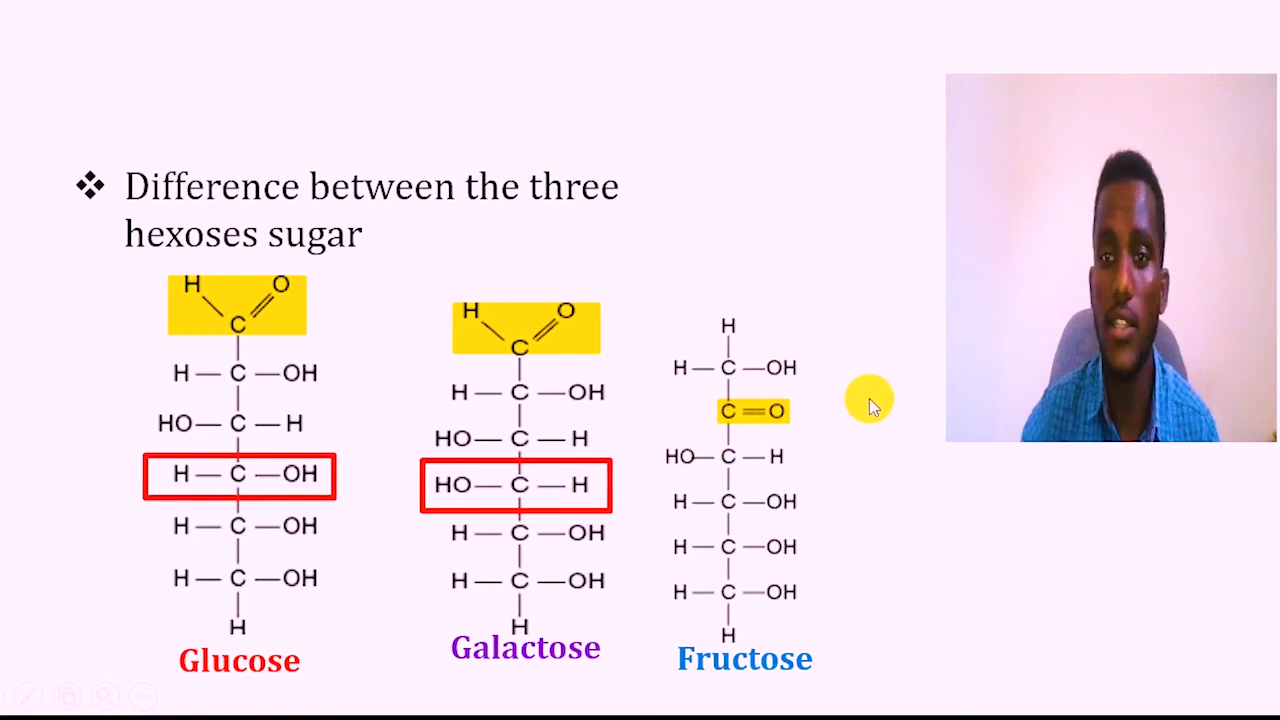 ❖ Difference between the three
hexoses sugar
H O
C
H — C — OH
HO — C — H
H — C — OH
H — C — OH
H — C — OH
H
Glucose
H O
C
H — C — OH
HO — C — H
HO — C — H
H — C — OH
H — C — OH
H
Galactose
H
H — C — OH
C = O
HO — C — H
H — C — OH
H — C — OH
H — C — OH
H
Fructose